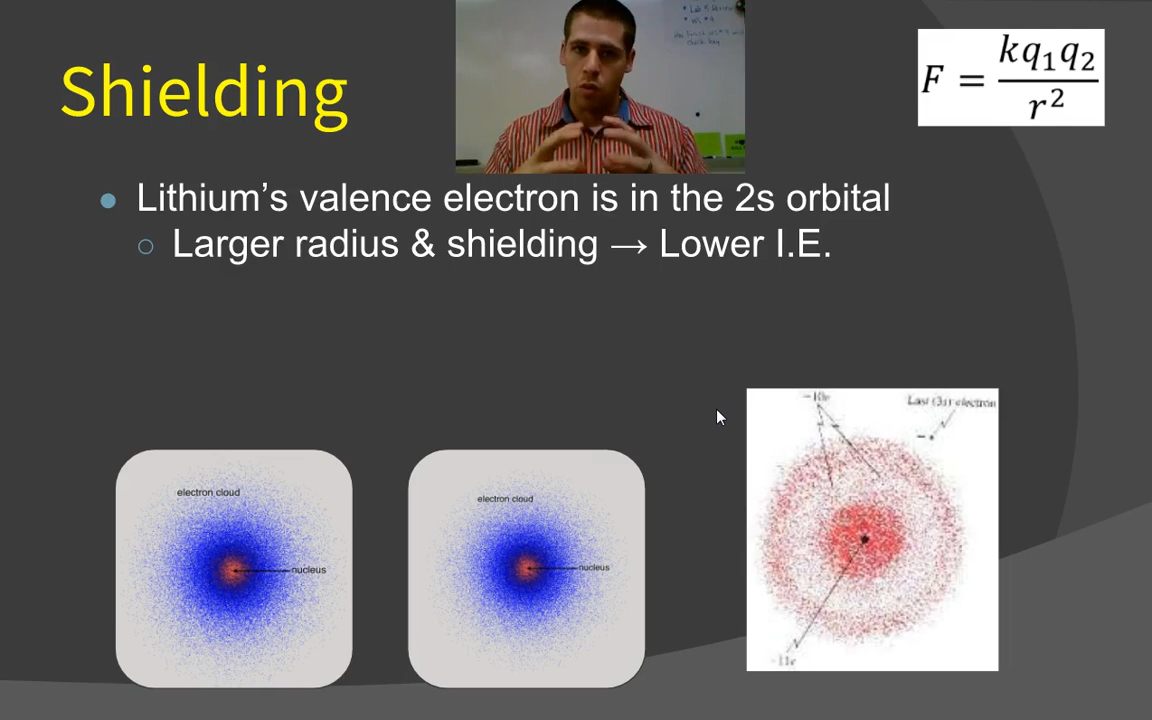 Shielding
F = kq₁q₂ / r²
• Lithium’s valence electron is in the 2s orbital
○ Larger radius & shielding → Lower I.E.
electron cloud
nucleus
electron cloud
nucleus
−10e
Last (3s) electron